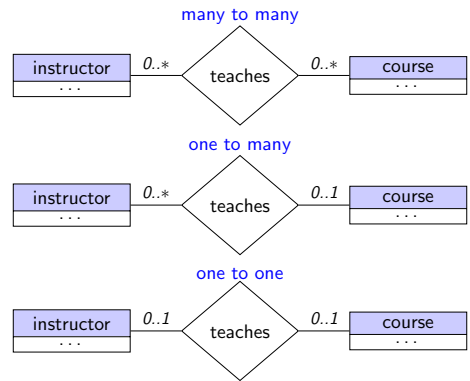 many to many
instructor 0..* teaches 0..* course
... ...
one to many
instructor 0..* teaches 0..1 course
... ...
one to one
instructor 0..1 teaches 0..1 course
... ...